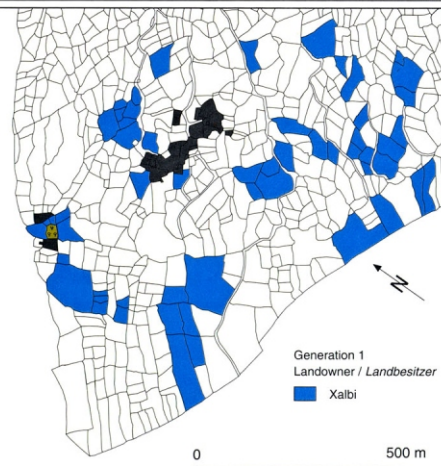 N
Generation 1
Landowner / Landbesitzer
Xalbi
0 500 m